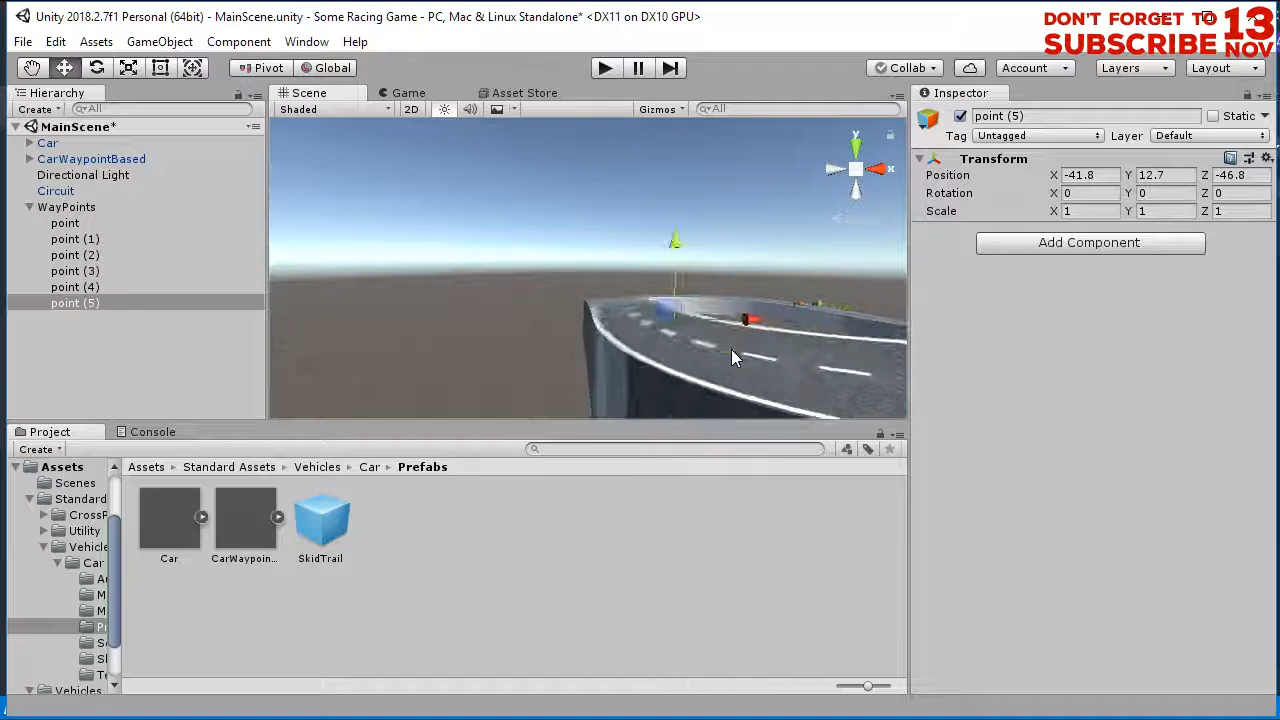 Unity 2018.2.7f1 Personal (64bit) - MainScene.unity - Some Racing Game - PC, Mac & Linux Standalone* <DX11 on DX10 GPU>
DON'T FORGET TO
SUBSCRIBE
13
NOV
File Edit Assets GameObject Component Window Help
Pivot Global Collab Account Layers Layout
Hierarchy
Create All
MainScene*
Car
CarWaypointBased
Directional Light
Circuit
WayPoints
point
point (1)
point (2)
point (3)
point (4)
point (5)
Scene Game Asset Store
Shaded 2D Gizmos All
y
x
Inspector
point (5) Static
Tag Untagged Layer Default
Transform
Position X -41.8 Y 12.7 Z -46.8
Rotation X 0 Y 0 Z 0
Scale X 1 Y 1 Z 1
Add Component
Project Console
Create
Assets
Scenes
Standard
CrossP
Utility
Vehicle
Car
A
M
M
P
S
S
T
Vehicles
Assets Standard Assets Vehicles Car Prefabs
Car CarWaypoin... SkidTrail